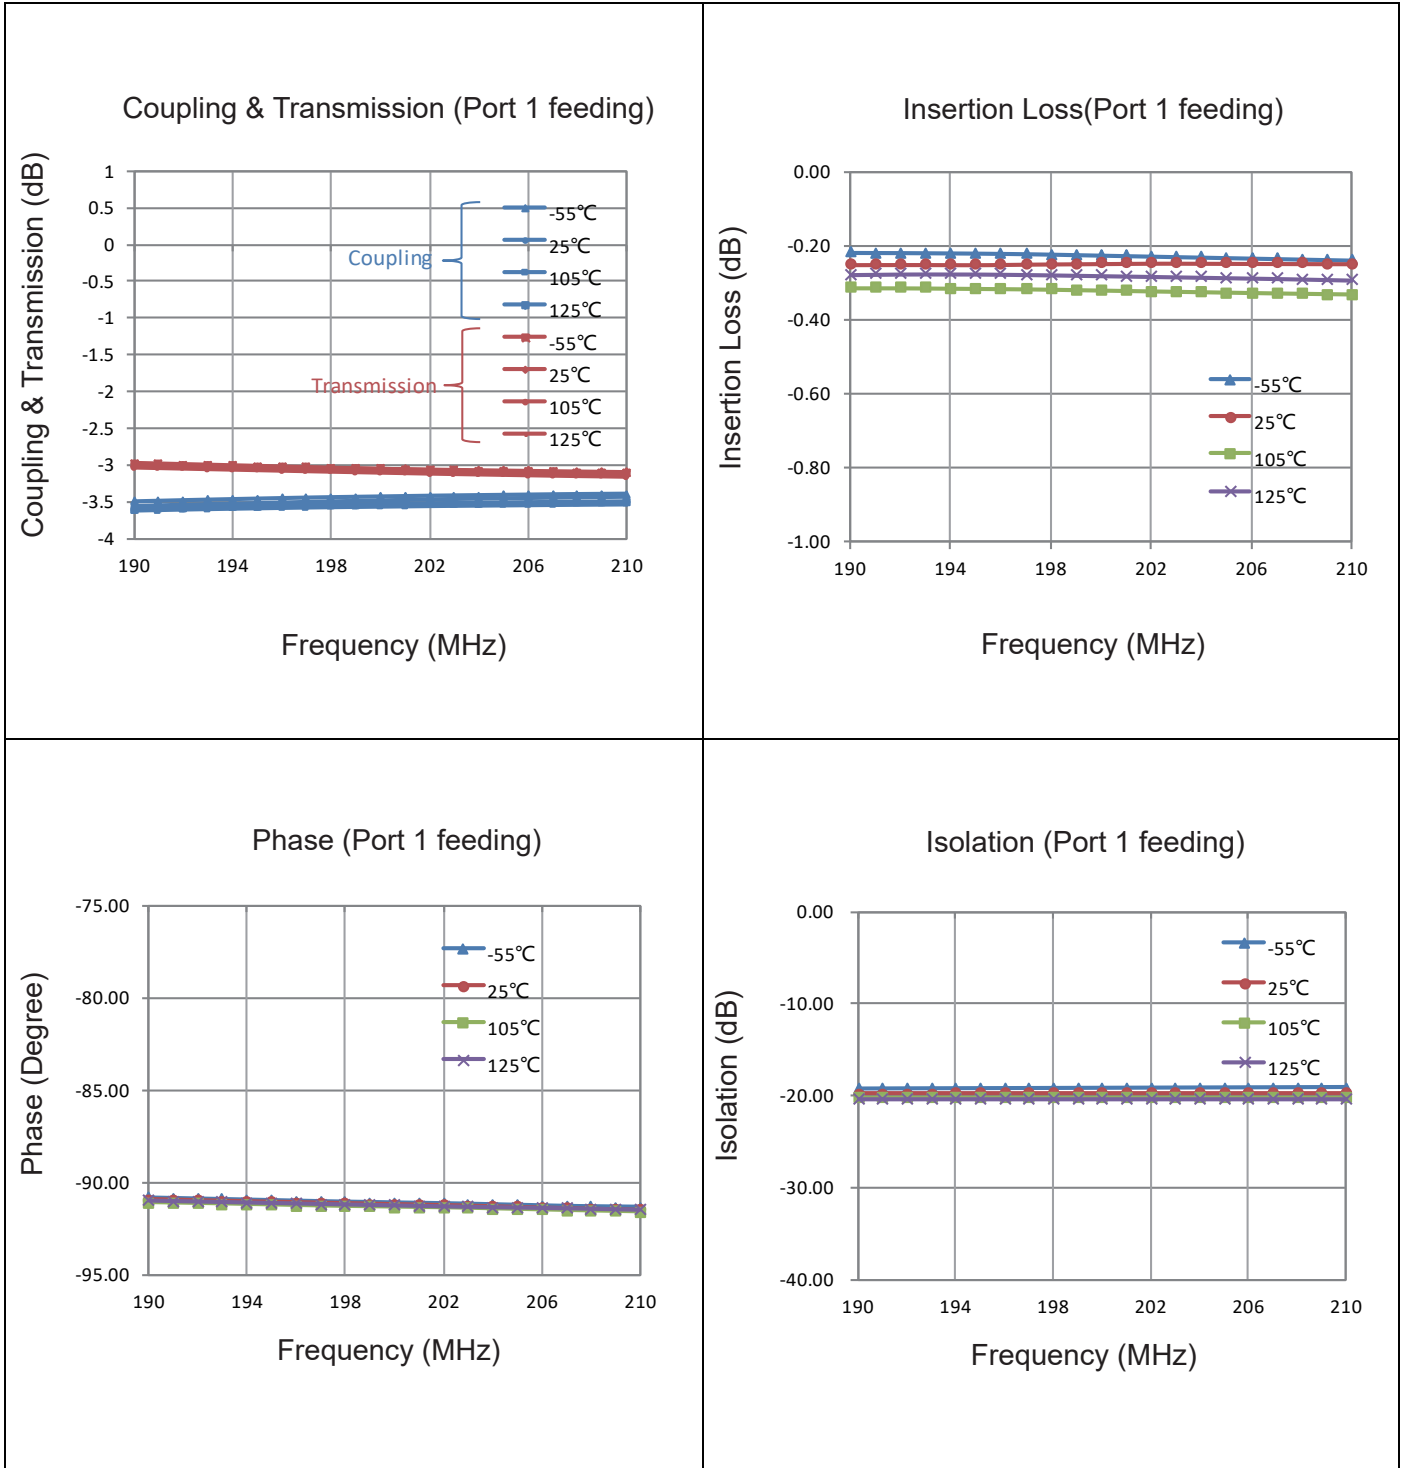 Coupling & Transmission (Port 1 feeding)
Coupling & Transmission (dB)
1
0.5
0
-0.5
-1
-1.5
-2
-2.5
-3
-3.5
-4
Coupling
-55℃
25℃
105℃
125℃
Transmission
-55℃
25℃
105℃
125℃
190 194 198 202 206 210
Frequency (MHz)
Insertion Loss(Port 1 feeding)
Insertion Loss (dB)
0.00
-0.20
-0.40
-0.60
-0.80
-1.00
-55℃
25℃
105℃
125℃
190 194 198 202 206 210
Frequency (MHz)
Phase (Port 1 feeding)
Phase (Degree)
-75.00
-80.00
-85.00
-90.00
-95.00
-55℃
25℃
105℃
125℃
190 194 198 202 206 210
Frequency (MHz)
Isolation (Port 1 feeding)
Isolation (dB)
0.00
-10.00
-20.00
-30.00
-40.00
-55℃
25℃
105℃
125℃
190 194 198 202 206 210
Frequency (MHz)